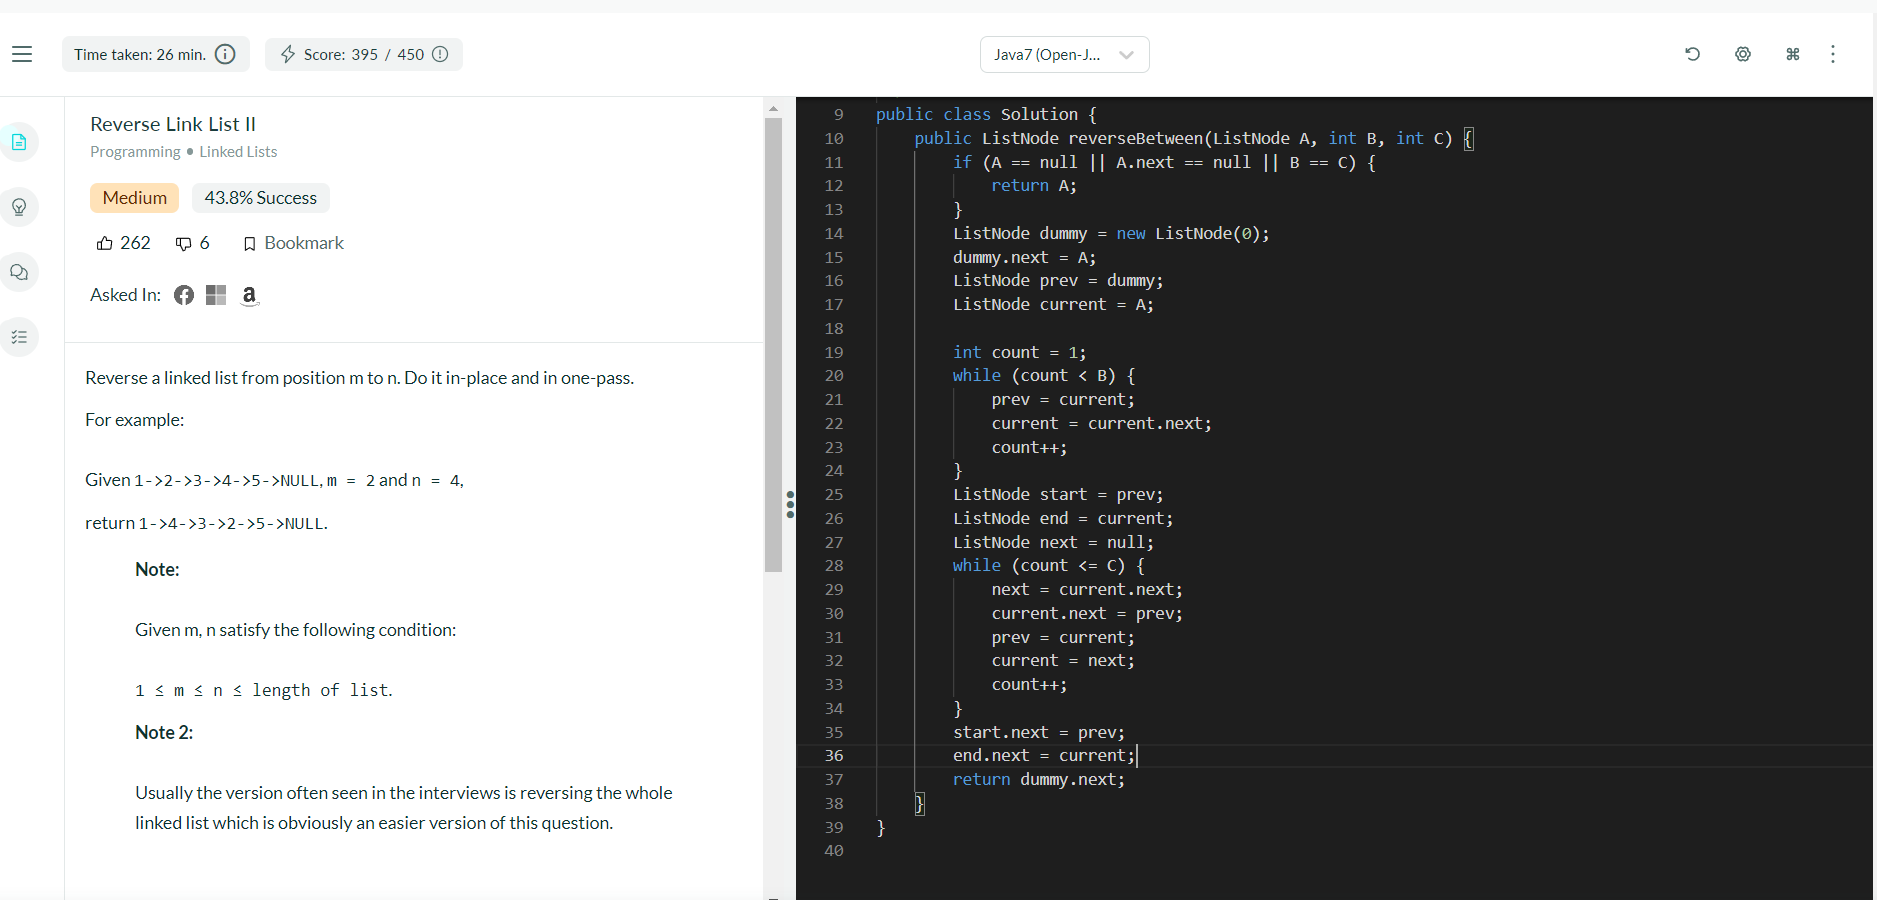 Time taken: 26 min.
Score: 395 / 450
Java7 (Open-J...
Reverse Link List II
Programming • Linked Lists
Medium
43.8% Success
262
6
Bookmark
Asked In:
Reverse a linked list from position m to n. Do it in-place and in one-pass.
For example:
Given 1->2->3->4->5->NULL, m = 2 and n = 4,
return 1->4->3->2->5->NULL.
Note:
Given m, n satisfy the following condition:
1 ≤ m ≤ n ≤ length of list.
Note 2:
Usually the version often seen in the interviews is reversing the whole
linked list which is obviously an easier version of this question.
9 public class Solution {
10 public ListNode reverseBetween(ListNode A, int B, int C) {
11 if (A == null || A.next == null || B == C) {
12 return A;
13 }
14 ListNode dummy = new ListNode(0);
15 dummy.next = A;
16 ListNode prev = dummy;
17 ListNode current = A;
18
19 int count = 1;
20 while (count < B) {
21 prev = current;
22 current = current.next;
23 count++;
24 }
25 ListNode start = prev;
26 ListNode end = current;
27 ListNode next = null;
28 while (count <= C) {
29 next = current.next;
30 current.next = prev;
31 prev = current;
32 current = next;
33 count++;
34 }
35 start.next = prev;
36 end.next = current;
37 return dummy.next;
38 }
39 }
40